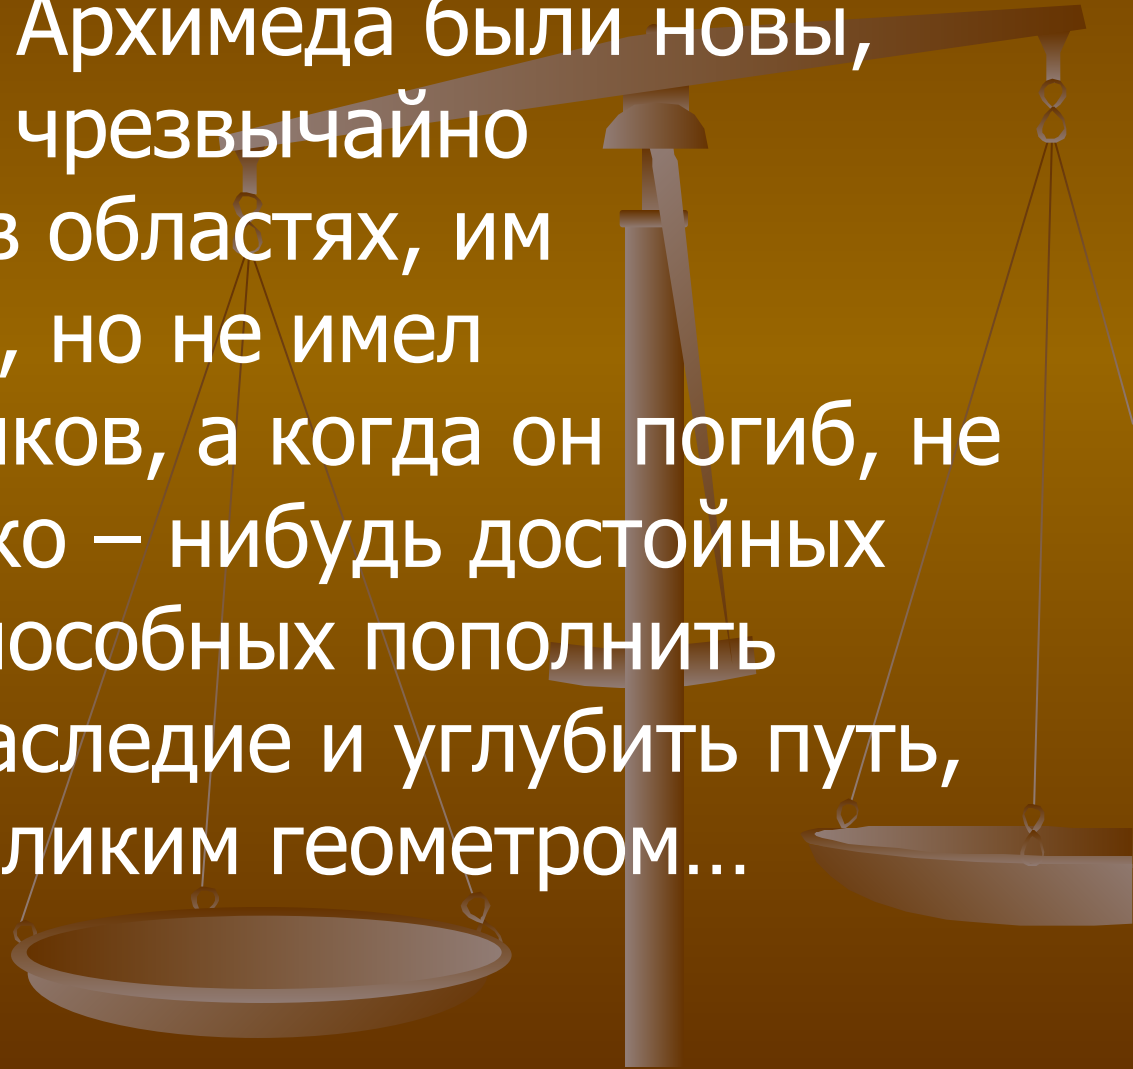 Архимеда были новы,
чрезвычайно
в областях, им
, но не имел
ков, а когда он погиб, не
ко – нибудь достойных
пособных пополнить
аследие и углубить путь,
ликим геометром…